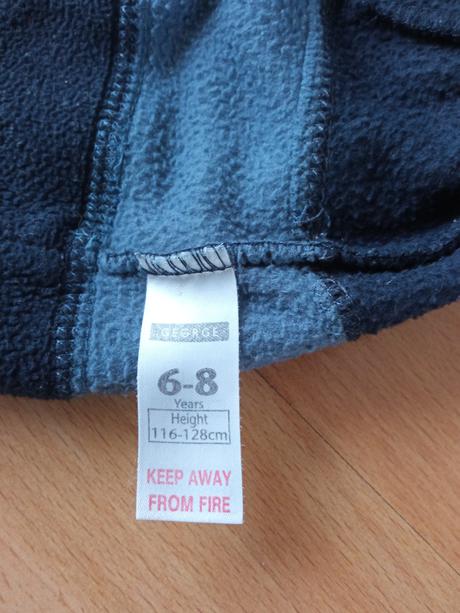 GEORGE
6-8
Years
Height
116-128cm
KEEP AWAY
FROM FIRE